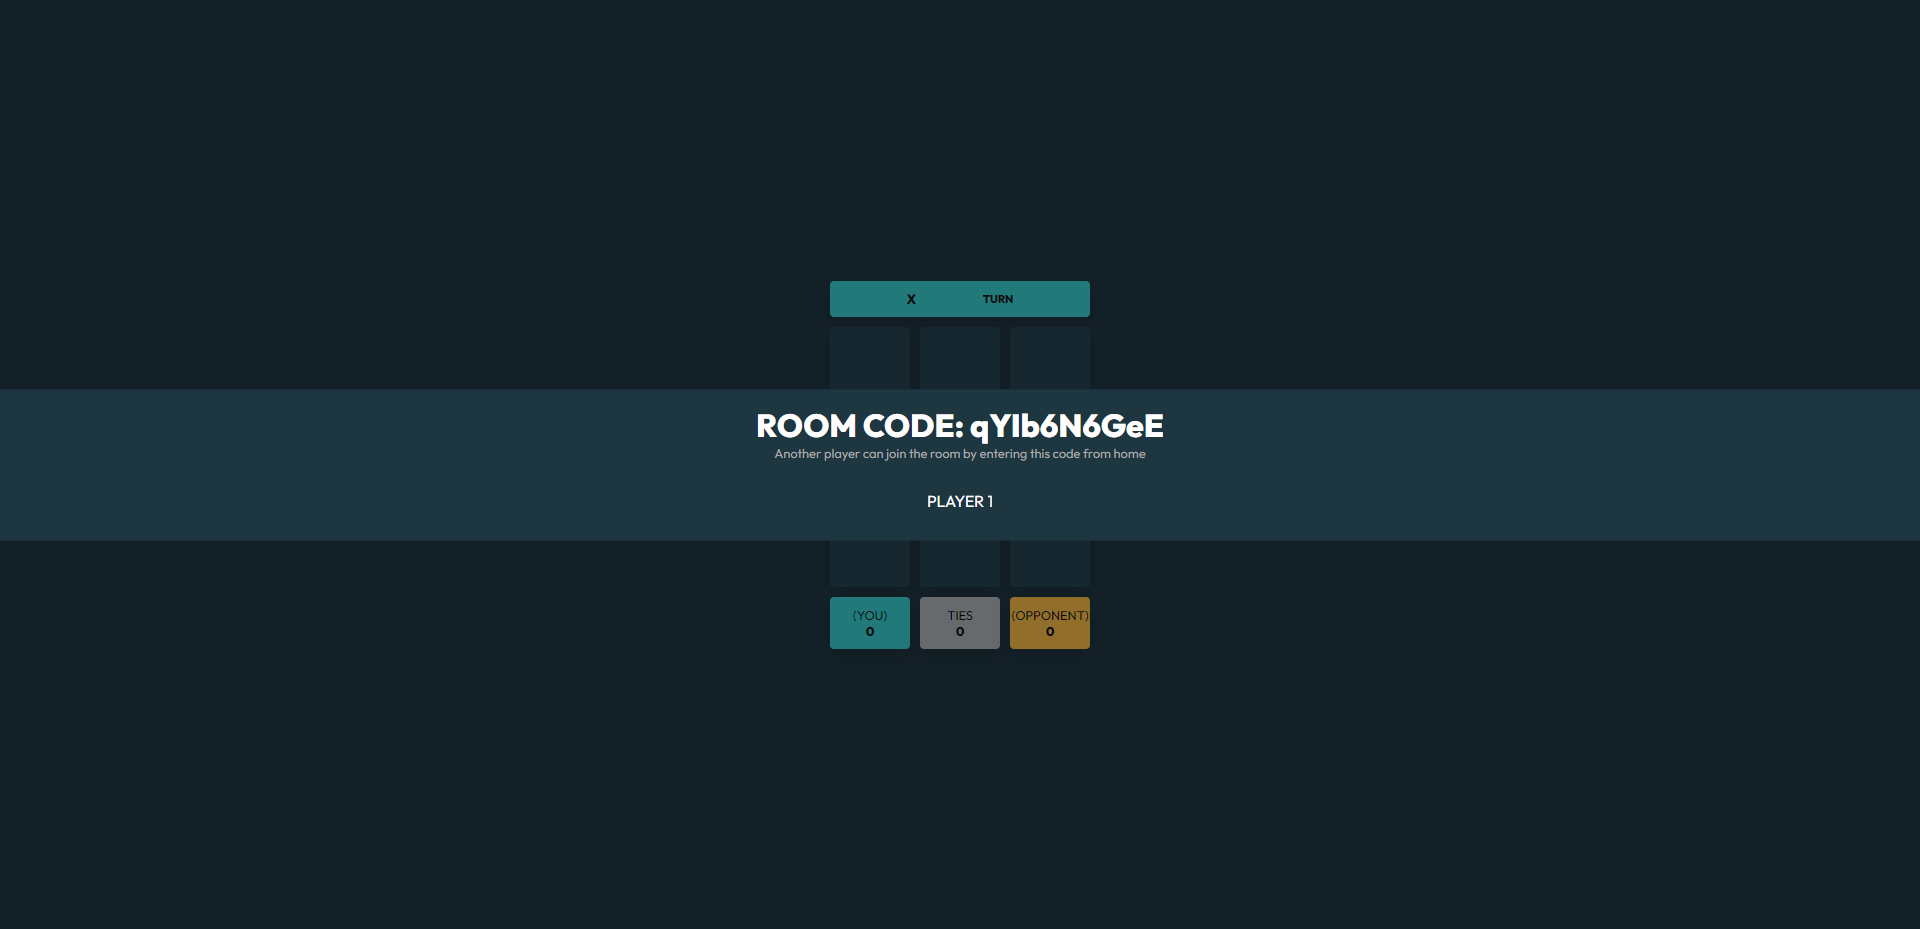 X TURN
ROOM CODE: qYIb6N6GeE
Another player can join the room by entering this code from home
PLAYER 1
(YOU) TIES (OPPONENT)
0 0 0